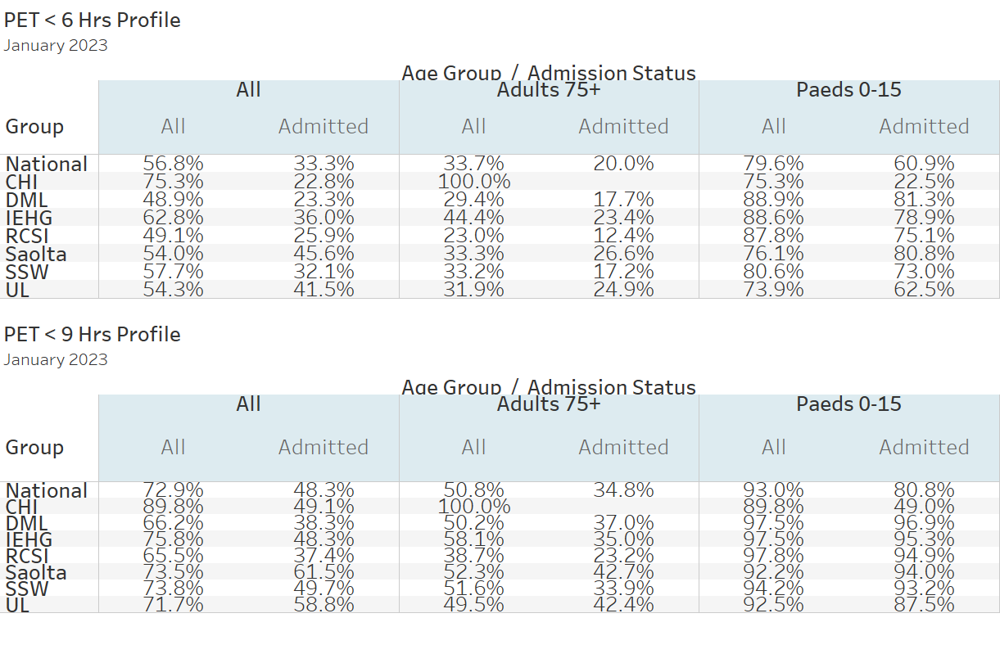 PET < 6 Hrs Profile
January 2023
Age Group / Admission Status
All Adults 75+ Paeds 0-15
Group All Admitted All Admitted All Admitted
National 56.8% 33.3% 33.7% 20.0% 79.6% 60.9%
CHI 75.3% 22.8% 100.0% 75.3% 22.5%
DML 48.9% 23.3% 29.4% 17.7% 88.9% 81.3%
IEHG 62.8% 36.0% 44.4% 23.4% 88.6% 78.9%
RCSI 49.1% 25.9% 23.0% 12.4% 87.8% 75.1%
Saolta 54.0% 45.6% 33.3% 26.6% 76.1% 80.8%
SSW 57.7% 32.1% 33.2% 17.2% 80.6% 73.0%
UL 54.3% 41.5% 31.9% 24.9% 73.9% 62.5%
PET < 9 Hrs Profile
January 2023
Age Group / Admission Status
All Adults 75+ Paeds 0-15
Group All Admitted All Admitted All Admitted
National 72.9% 48.3% 50.8% 34.8% 93.0% 80.8%
CHI 89.8% 49.1% 100.0% 89.8% 49.0%
DML 66.2% 38.3% 50.2% 37.0% 97.5% 96.9%
IEHG 75.8% 48.3% 58.1% 35.0% 97.5% 95.3%
RCSI 65.5% 37.4% 38.7% 23.2% 97.8% 94.9%
Saolta 73.5% 61.5% 52.3% 42.7% 92.2% 94.0%
SSW 73.8% 49.7% 51.6% 33.9% 94.2% 93.2%
UL 71.7% 58.8% 49.5% 42.4% 92.5% 87.5%